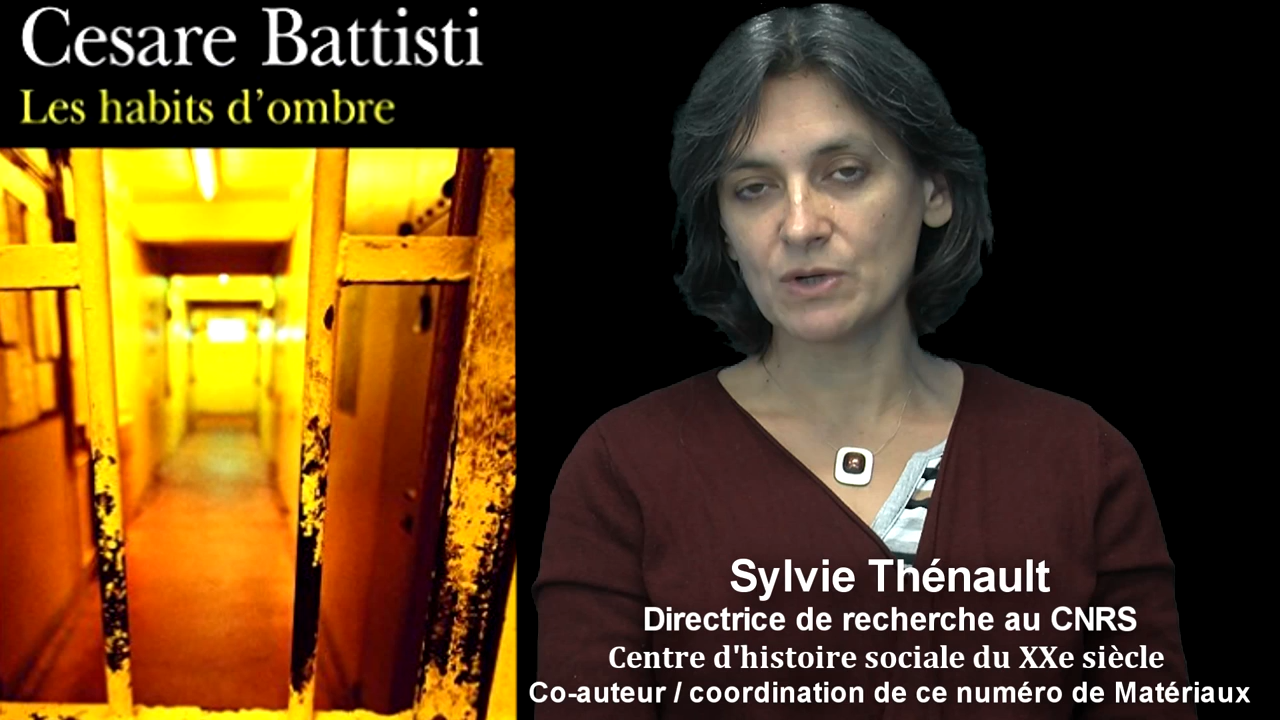 Cesare Battisti
Les habits d'ombre
Sylvie Thénault
Directrice de recherche au CNRS
Centre d'histoire sociale du XXe siècle
Co-auteur / coordination de ce numéro de Matériaux